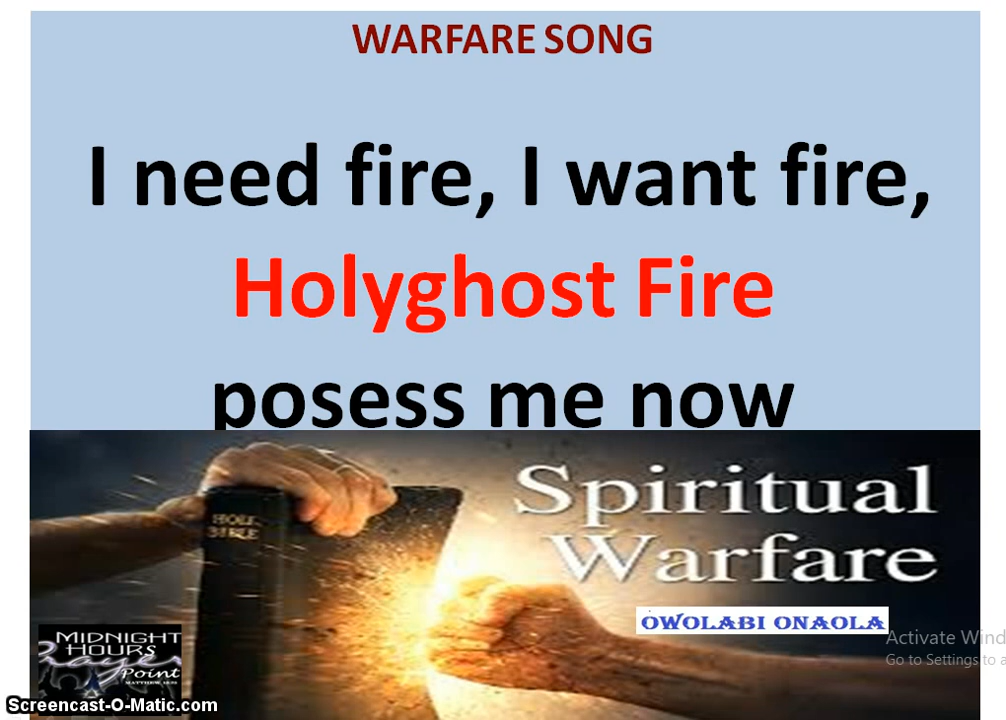 WARFARE SONG
I need fire, I want fire,
Holyghost Fire
posess me now
HOLY
BIBLE
Spiritual
Warfare
OWOLABI ONAOLA
MIDNIGHT
HOURS
Prayer
Point
Activate Wind
Go to Settings to a
Screencast-O-Matic.com